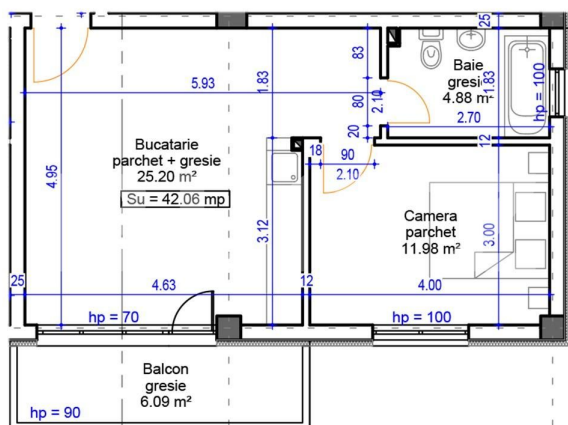 25
83
Baie
gresie
4.88 m²
1.83
hp = 100
5.93
1.83
80
2.10
2.70
20
12
Bucatarie
parchet + gresie
25.20 m²
Su = 42.06 mp
4.95
18
90
2.10
Camera
parchet
11.98 m²
3.12
3.00
25
4.63
12
4.00
hp = 70
hp = 100
Balcon
gresie
6.09 m²
hp = 90